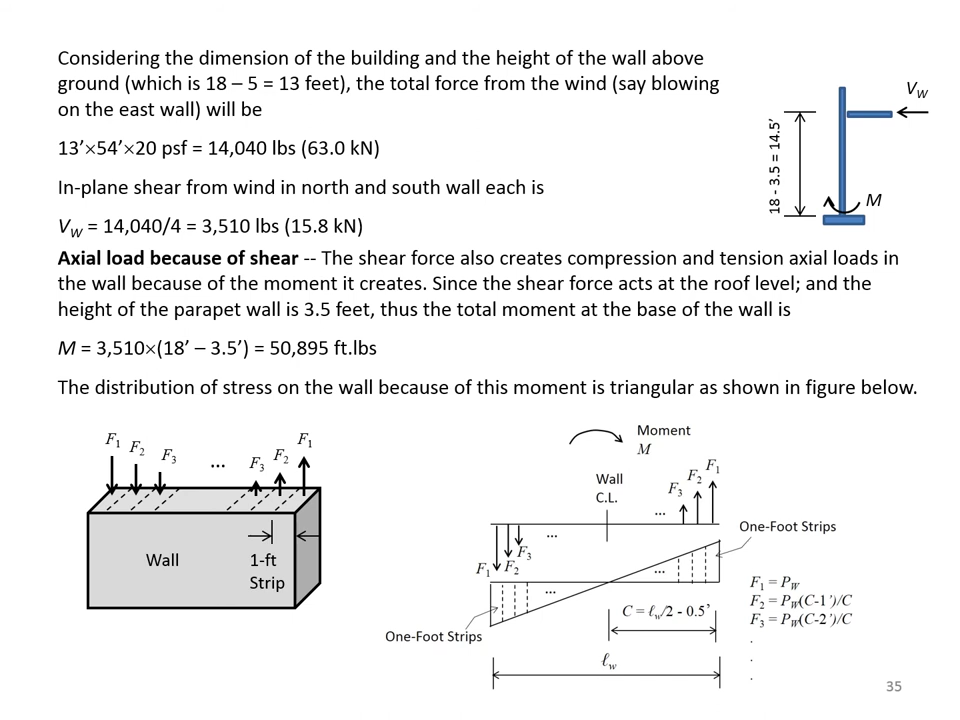 Considering the dimension of the building and the height of the wall above
ground (which is 18 – 5 = 13 feet), the total force from the wind (say blowing
on the east wall) will be
13’×54’×20 psf = 14,040 lbs (63.0 kN)
In-plane shear from wind in north and south wall each is
V_W = 14,040/4 = 3,510 lbs (15.8 kN)
V_W
18 - 3.5 = 14.5’
M
Axial load because of shear -- The shear force also creates compression and tension axial loads in
the wall because of the moment it creates. Since the shear force acts at the roof level; and the
height of the parapet wall is 3.5 feet, thus the total moment at the base of the wall is
M = 3,510×(18’ – 3.5’) = 50,895 ft.lbs
The distribution of stress on the wall because of this moment is triangular as shown in figure below.
F₁ F₂ F₃ ... F₃ F₂ F₁
Wall
1-ft
Strip
Moment
M
Wall
C.L.
... F₃ F₂ F₁
...
F₁ F₂ F₃
One-Foot Strips
...
...
One-Foot Strips
C = ℓ_w/2 - 0.5’
ℓ_w
F₁ = P_W
F₂ = P_W(C-1’)/C
F₃ = P_W(C-2’)/C
.
.
.
35